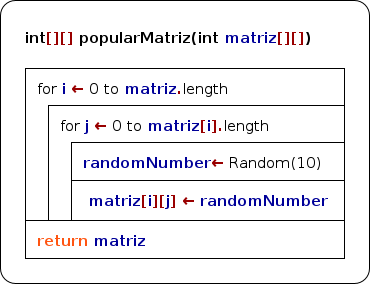 int[][] popularMatriz(int matriz[][])
for i ← 0 to matriz.length
for j ← 0 to matriz[i].length
randomNumber← Random(10)
matriz[i][j] ← randomNumber
return matriz